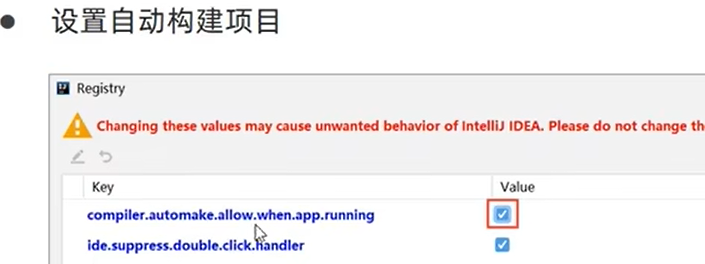 ● 设置自动构建项目
Registry
Changing these values may cause unwanted behavior of IntelliJ IDEA. Please do not change the
Key Value
compiler.automake.allow.when.app.running
ide.suppress.double.click.handler